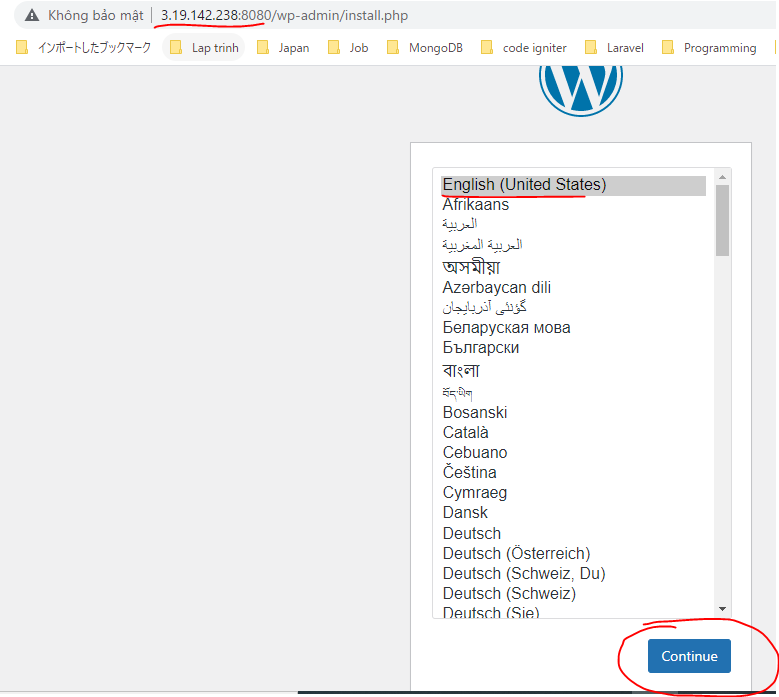 Không bảo mật 3.19.142.238:8080/wp-admin/install.php
インポートしたブックマーク Lap trinh Japan Job MongoDB code igniter Laravel Programming
W
English (United States)
Afrikaans
العربية
العربية المغربية
অসমীয়া
Azərbaycan dili
گؤنئی آذربایجان
Беларуская мова
Български
বাংলা
བོད་ཡིག
Bosanski
Català
Cebuano
Čeština
Cymraeg
Dansk
Deutsch
Deutsch (Österreich)
Deutsch (Schweiz, Du)
Deutsch (Schweiz)
Deutsch (Sie)
Continue